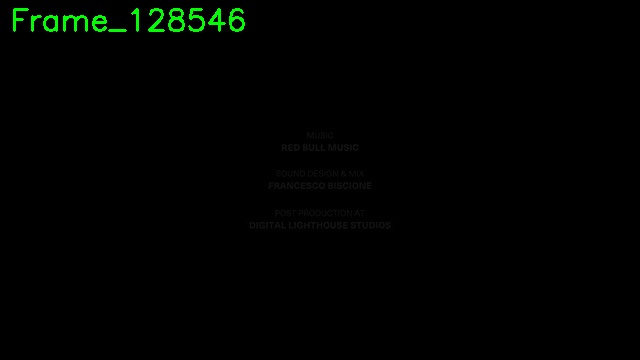 Frame_128546
MUSIC
RED BULL MUSIC
SOUND DESIGN & MIX
FRANCESCO BISCIONE
POST PRODUCTION AT
DIGITAL LIGHTHOUSE STUDIOS